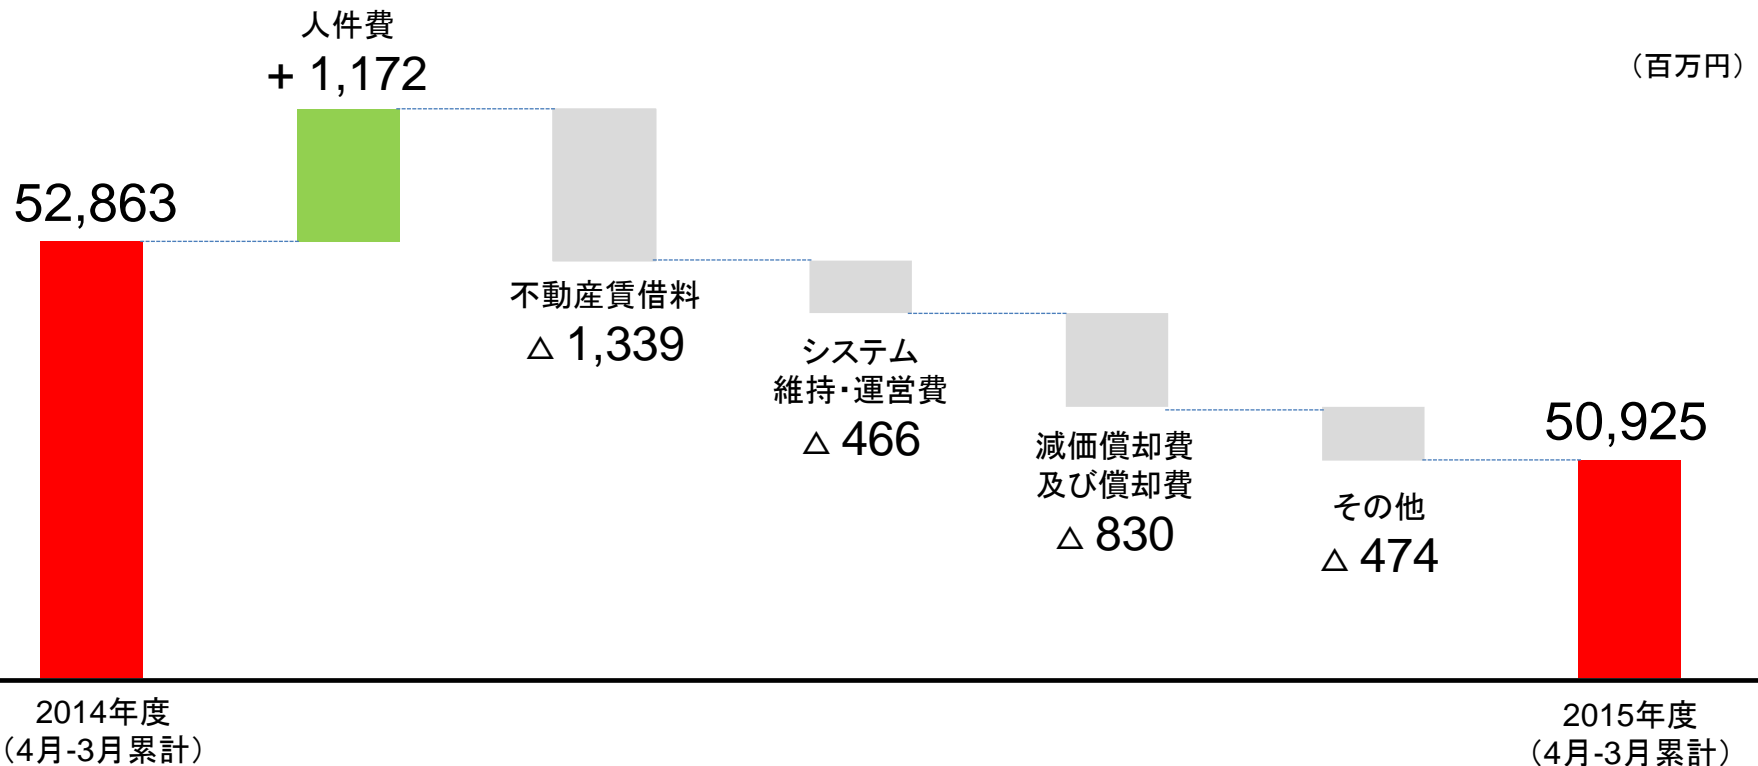 人件費
+ 1,172
（百万円）
52,863
不動産賃借料
△ 1,339
システム
維持・運営費
△ 466
減価償却費
及び償却費
△ 830
その他
△ 474
50,925
2014年度
（4月-3月累計）
2015年度
（4月-3月累計）